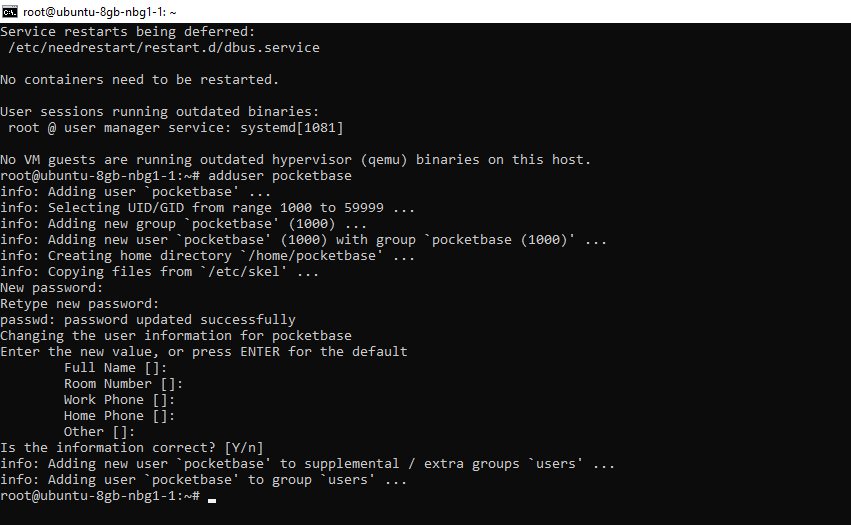 root@ubuntu-8gb-nbg1-1: ~
Service restarts being deferred:
 /etc/needrestart/restart.d/dbus.service

No containers need to be restarted.

User sessions running outdated binaries:
 root @ user manager service: systemd[1081]

No VM guests are running outdated hypervisor (qemu) binaries on this host.
root@ubuntu-8gb-nbg1-1:~# adduser pocketbase
info: Adding user `pocketbase' ...
info: Selecting UID/GID from range 1000 to 59999 ...
info: Adding new group `pocketbase' (1000) ...
info: Adding new user `pocketbase' (1000) with group `pocketbase (1000)' ...
info: Creating home directory `/home/pocketbase' ...
info: Copying files from `/etc/skel' ...
New password:
Retype new password:
passwd: password updated successfully
Changing the user information for pocketbase
Enter the new value, or press ENTER for the default
        Full Name []:
        Room Number []:
        Work Phone []:
        Home Phone []:
        Other []:
Is the information correct? [Y/n]
info: Adding new user `pocketbase' to supplemental / extra groups `users' ...
info: Adding user `pocketbase' to group `users' ...
root@ubuntu-8gb-nbg1-1:~#